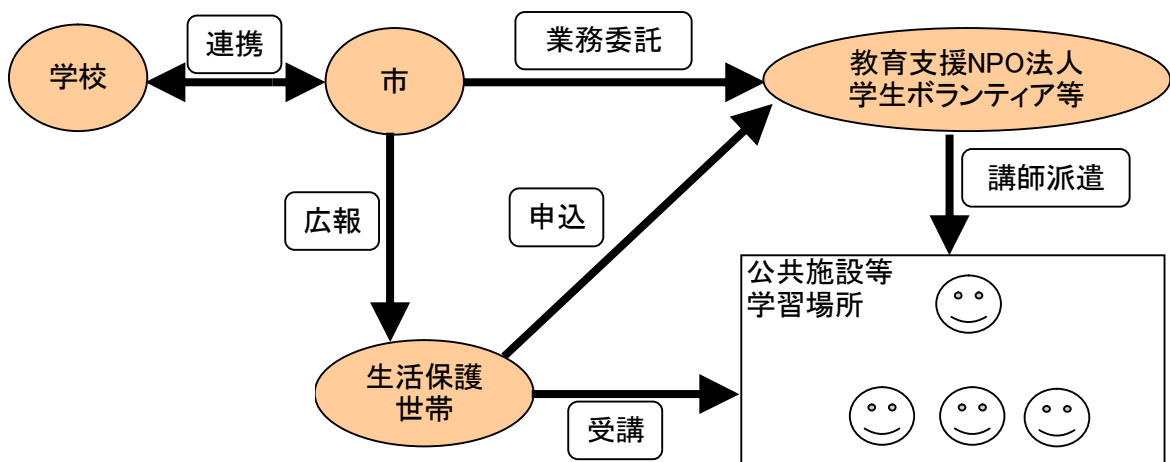 連携
業務委託
学校
市
教育支援NPO法人
学生ボランティア等
講師派遣
広報
申込
公共施設等
学習場所
生活保護
世帯
受講